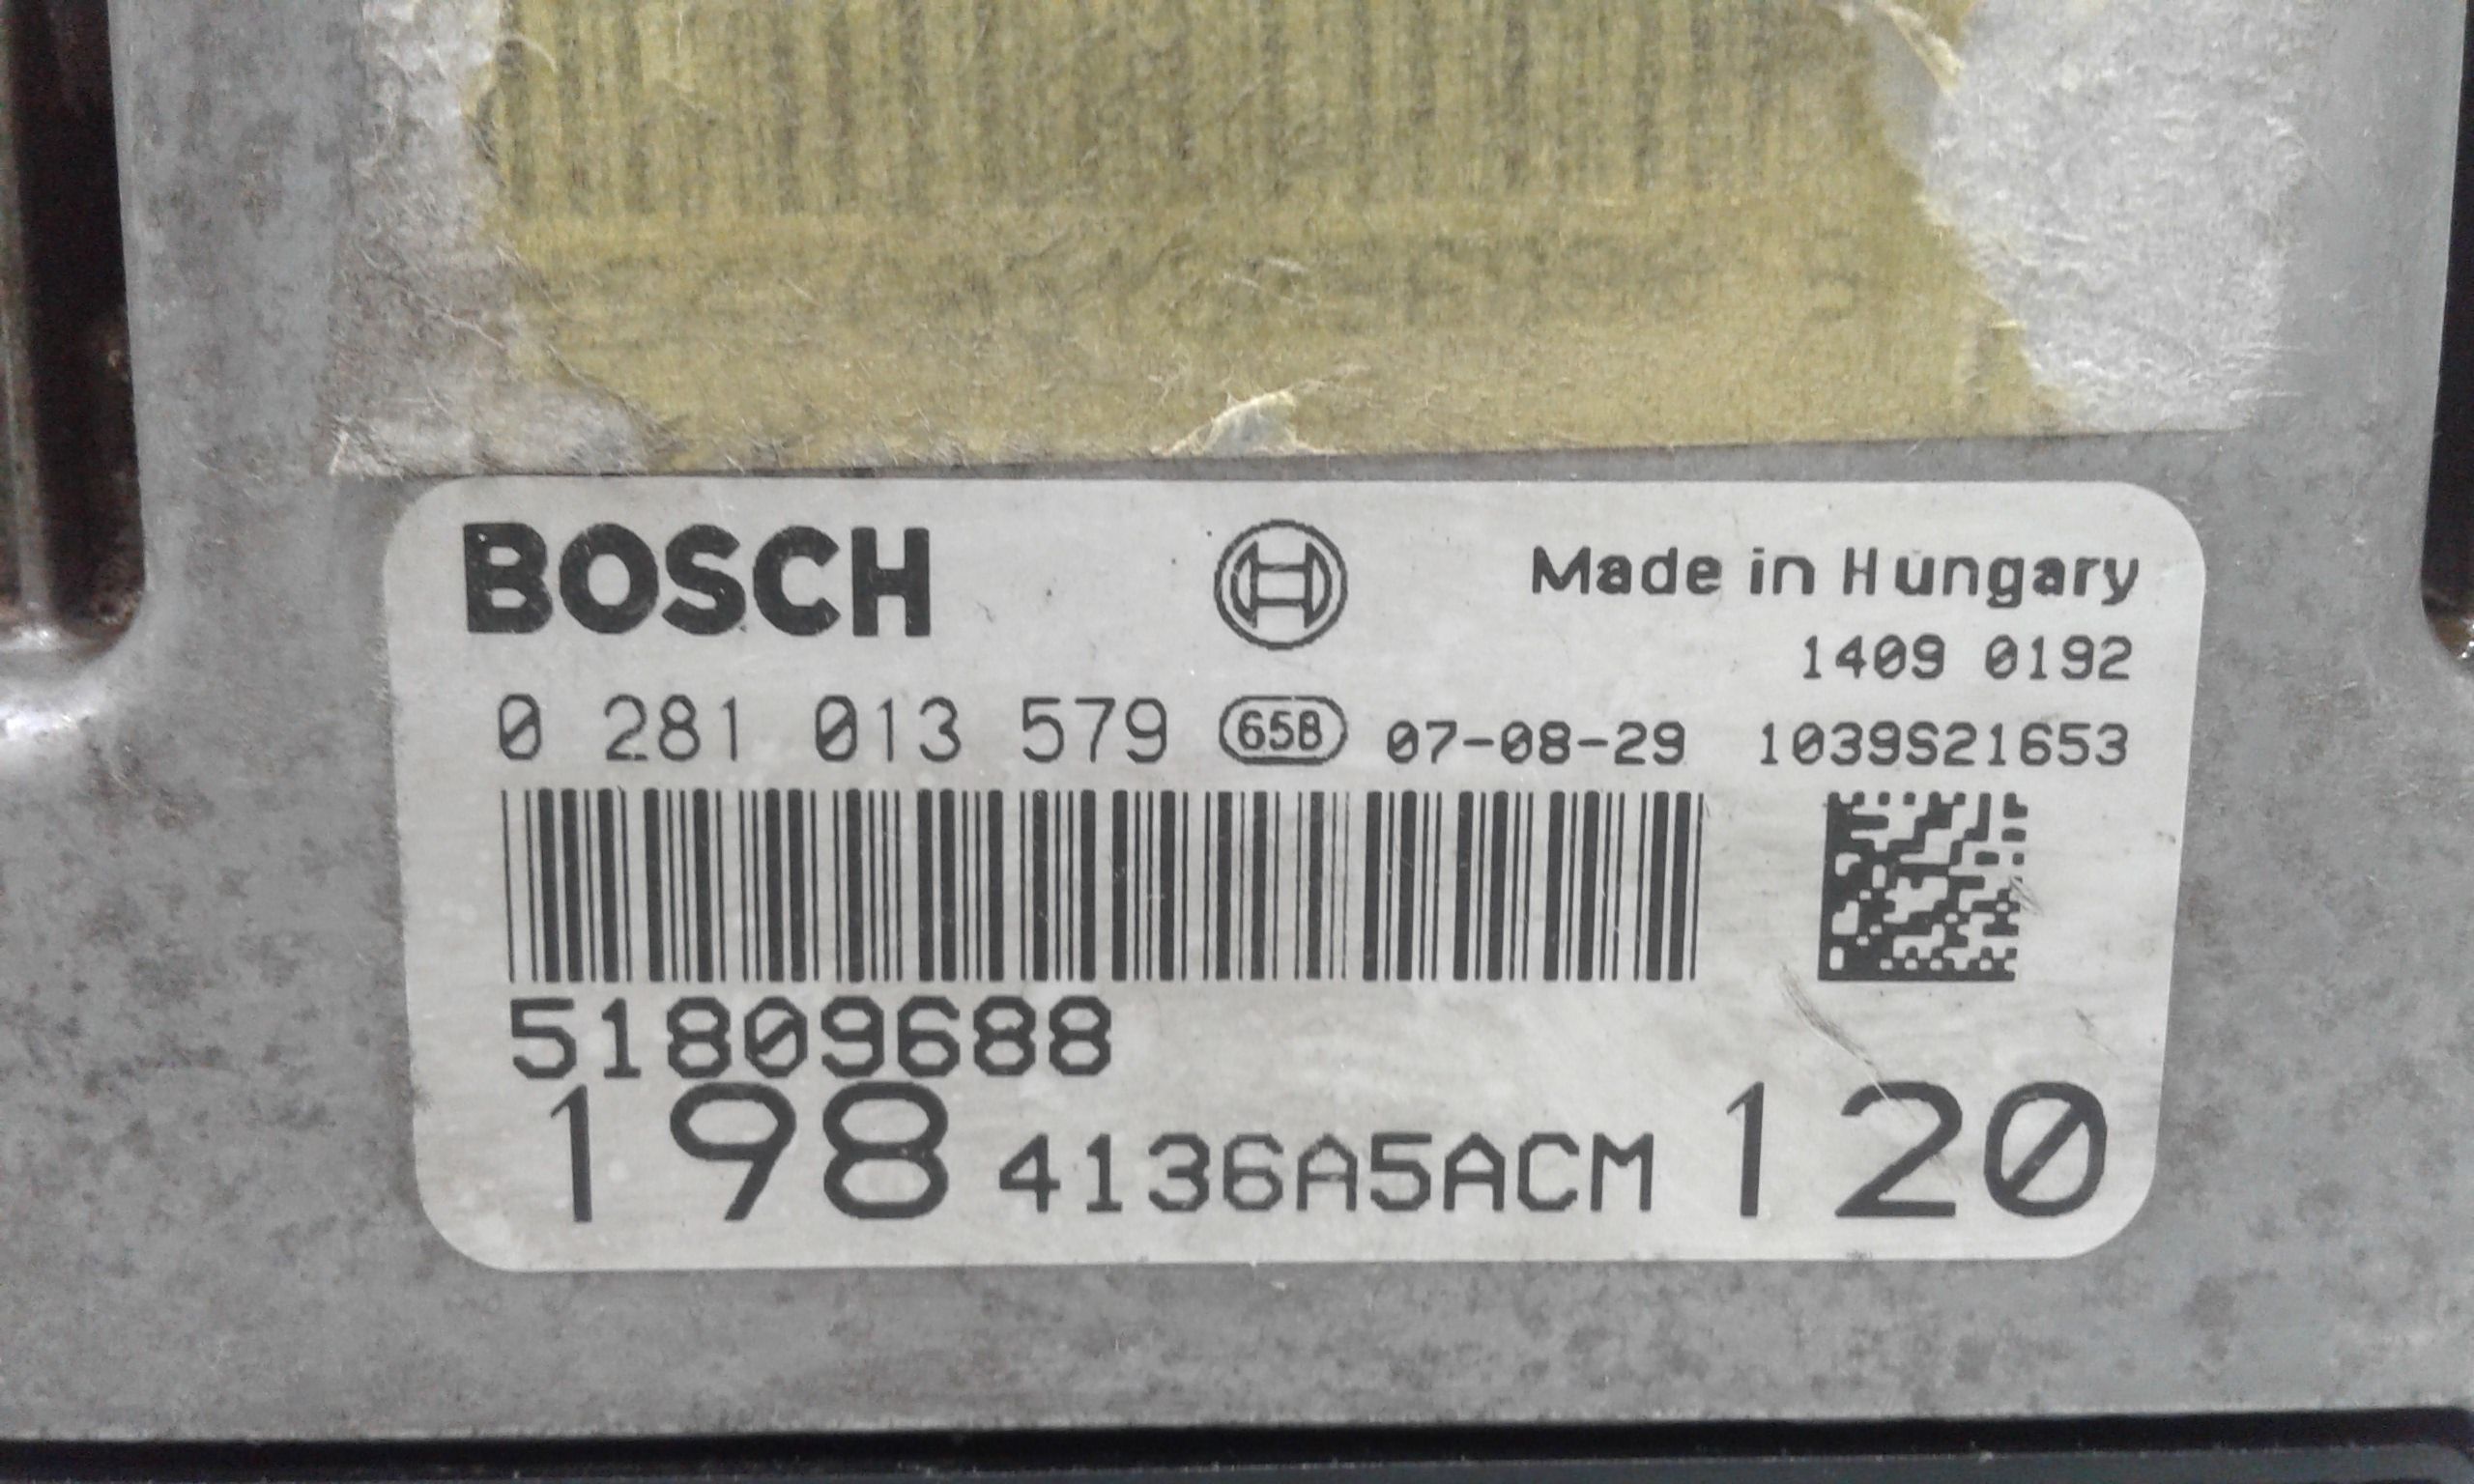 BOSCH Made in Hungary
1409 0192
0 281 013 579 658 07-08-29 1039S21653
51809688
198 4136A5ACM 120